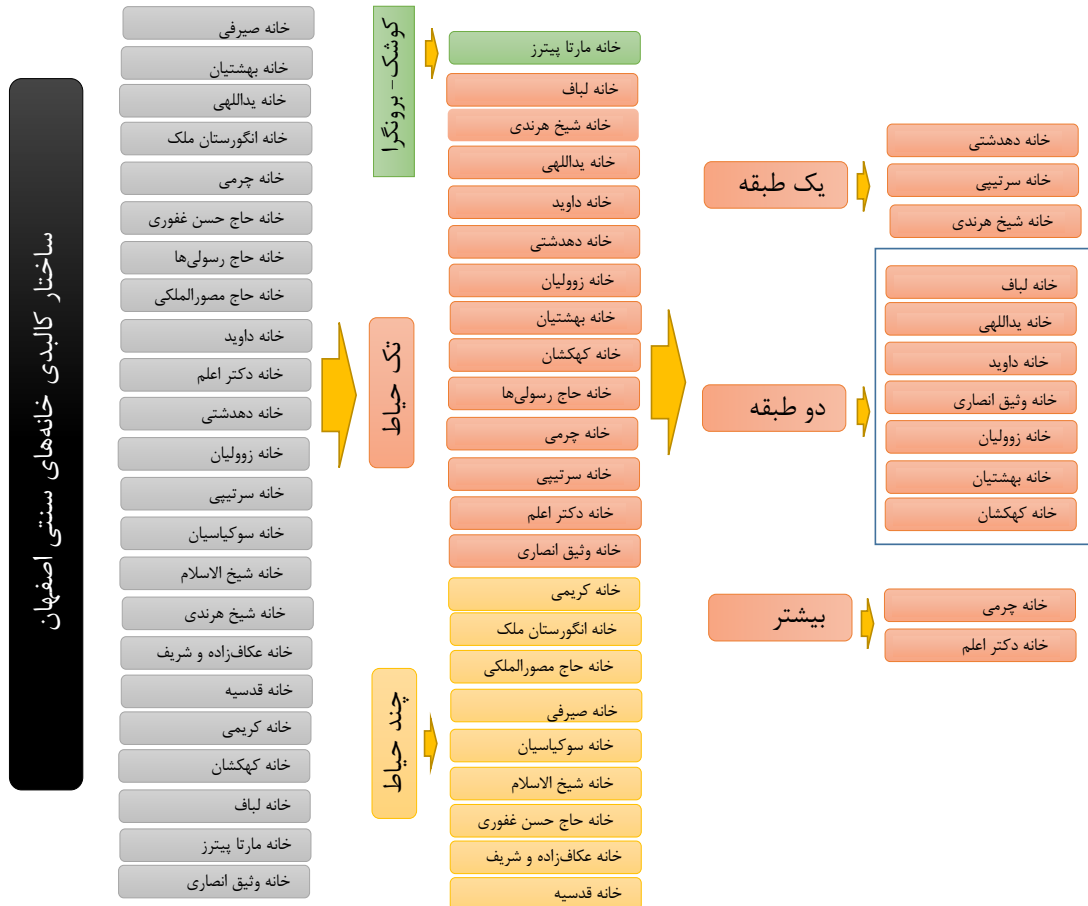 ساختار کالبدی خانه‌های سنتی اصفهان
خانه صیرفی
خانه بهشتیان
خانه یداللهی
خانه انگورستان ملک
خانه چرمی
خانه حاج حسن غفوری
خانه حاج رسولی‌ها
خانه حاج مصورالملکی
خانه داوید
خانه دکتر اعلم
خانه دهدشتی
خانه زوولیان
خانه سرتیپی
خانه سوکیاسیان
خانه شیخ الاسلام
خانه شیخ هرندی
خانه عکاف‌زاده و شریف
خانه قدسیه
خانه کریمی
خانه کهکشان
خانه لباف
خانه مارتا پیترز
خانه وثیق انصاری
کوشک- برونگرا
تک حیاط
چند حیاط
خانه مارتا پیترز
خانه لباف
خانه شیخ هرندی
خانه یداللهی
خانه داوید
خانه دهدشتی
خانه زوولیان
خانه بهشتیان
خانه کهکشان
خانه حاج رسولی‌ها
خانه چرمی
خانه سرتیپی
خانه دکتر اعلم
خانه وثیق انصاری
خانه کریمی
خانه انگورستان ملک
خانه حاج مصورالملکی
خانه صیرفی
خانه سوکیاسیان
خانه شیخ الاسلام
خانه حاج حسن غفوری
خانه عکاف‌زاده و شریف
خانه قدسیه
یک طبقه
دو طبقه
بیشتر
خانه دهدشتی
خانه سرتیپی
خانه شیخ هرندی
خانه لباف
خانه یداللهی
خانه داوید
خانه وثیق انصاری
خانه زوولیان
خانه بهشتیان
خانه کهکشان
خانه چرمی
خانه دکتر اعلم